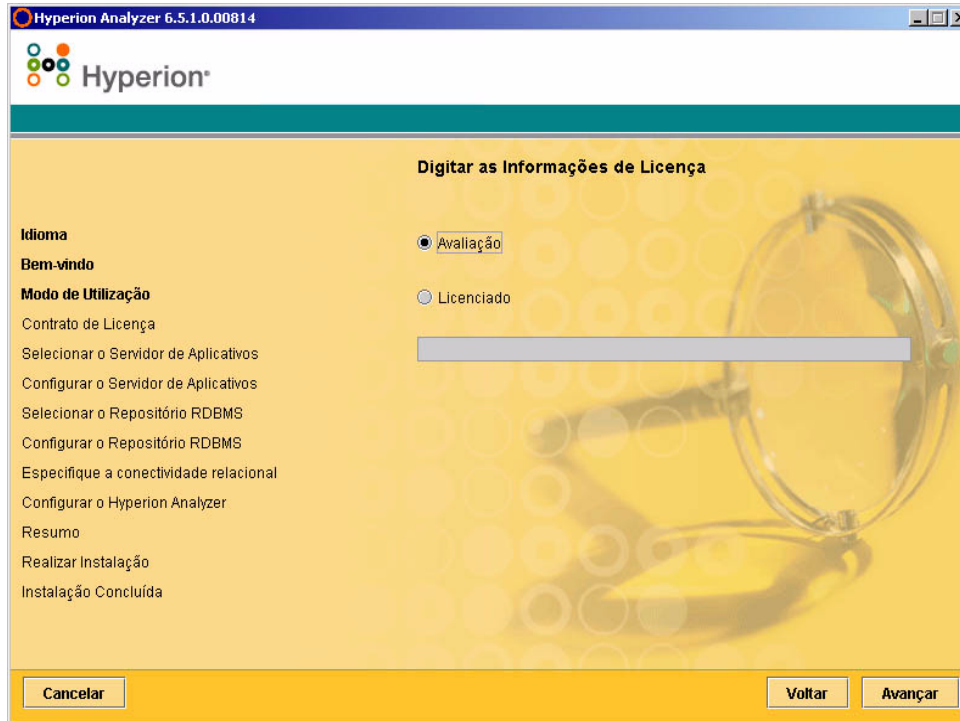 Hyperion Analyzer 6.5.1.0.00814
Hyperion®
Digitar as Informações de Licença
Idioma
Bem-vindo
Modo de Utilização
Contrato de Licença
Selecionar o Servidor de Aplicativos
Configurar o Servidor de Aplicativos
Selecionar o Repositório RDBMS
Configurar o Repositório RDBMS
Especifique a conectividade relacional
Configurar o Hyperion Analyzer
Resumo
Realizar Instalação
Instalação Concluída
Avaliação
Licenciado
Cancelar
Voltar
Avançar